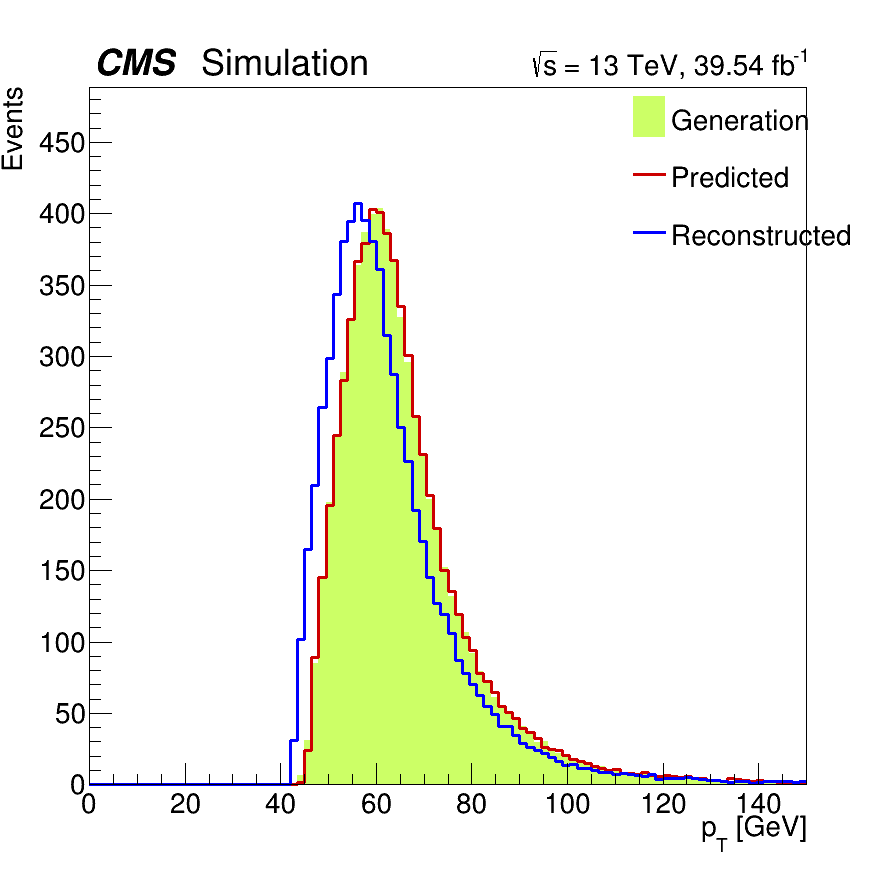 CMS Simulation √s = 13 TeV, 39.54 fb⁻¹
Events
Generation
Predicted
Reconstructed
450
400
350
300
250
200
150
100
50
0
0 20 40 60 80 100 120 140
p_T [GeV]